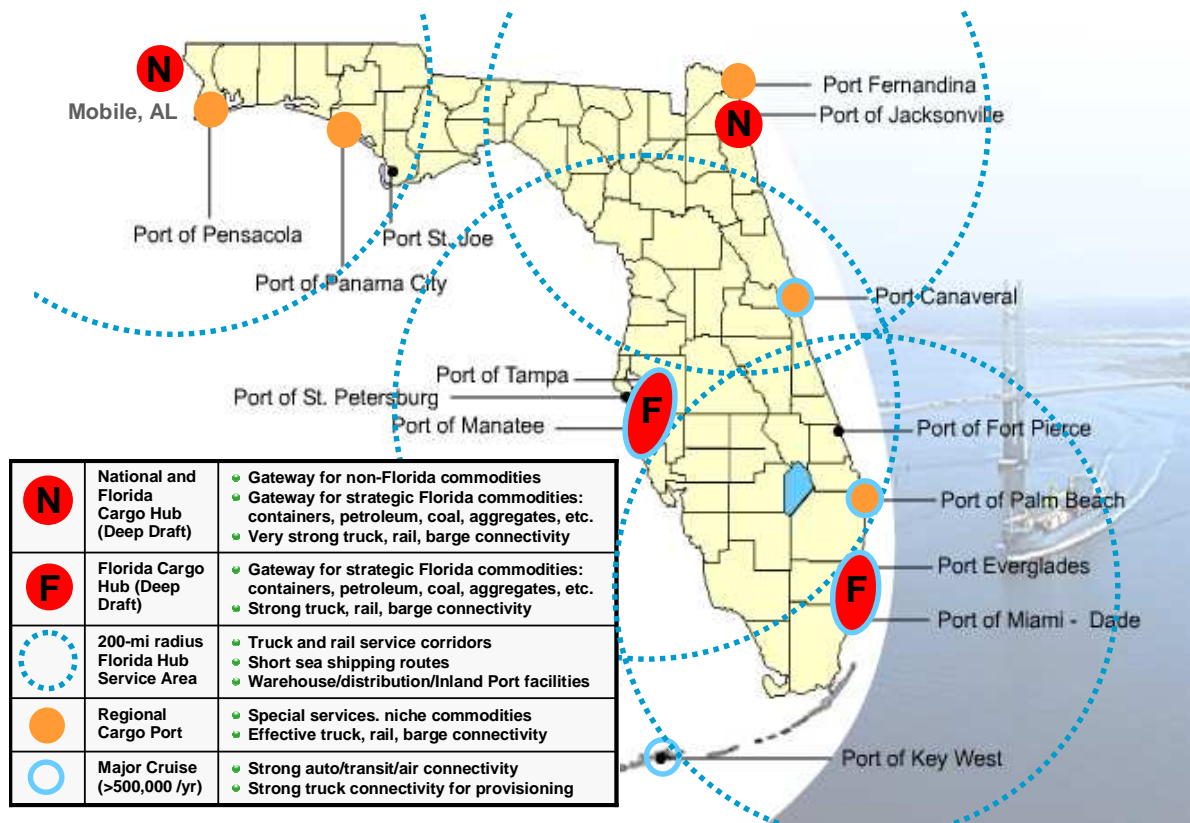 N
Mobile, AL
Port of Pensacola
Port of Panama City
Port St. Joe
Port Fernandina
N
Port of Jacksonville
Port Canaveral
Port of Tampa
Port of St. Petersburg
F
Port of Manatee
Port of Fort Pierce
Port of Palm Beach
Port Everglades
F
Port of Miami - Dade
Port of Key West
N
National and
Florida
Cargo Hub
(Deep Draft)
Gateway for non-Florida commodities
Gateway for strategic Florida commodities:
containers, petroleum, coal, aggregates, etc.
Very strong truck, rail, barge connectivity
F
Florida Cargo
Hub (Deep
Draft)
Gateway for strategic Florida commodities:
containers, petroleum, coal, aggregates, etc.
Strong truck, rail, barge connectivity
200-mi radius
Florida Hub
Service Area
Truck and rail service corridors
Short sea shipping routes
Warehouse/distribution/Inland Port facilities
Regional
Cargo Port
Special services. niche commodities
Effective truck, rail, barge connectivity
Major Cruise
(>500,000 /yr)
Strong auto/transit/air connectivity
Strong truck connectivity for provisioning